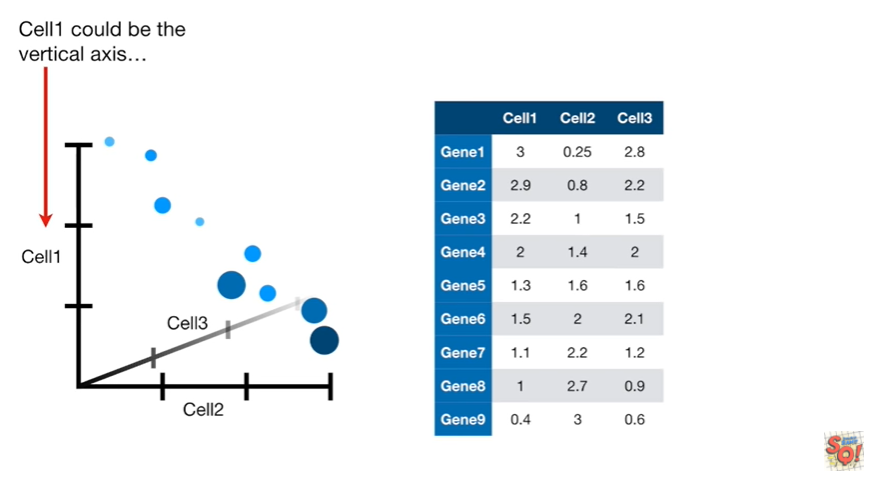 Cell1 could be the
vertical axis…
Cell1
Cell3
Cell2
Cell1 Cell2 Cell3
Gene1 3 0.25 2.8
Gene2 2.9 0.8 2.2
Gene3 2.2 1 1.5
Gene4 2 1.4 2
Gene5 1.3 1.6 1.6
Gene6 1.5 2 2.1
Gene7 1.1 2.2 1.2
Gene8 1 2.7 0.9
Gene9 0.4 3 0.6
SQ!